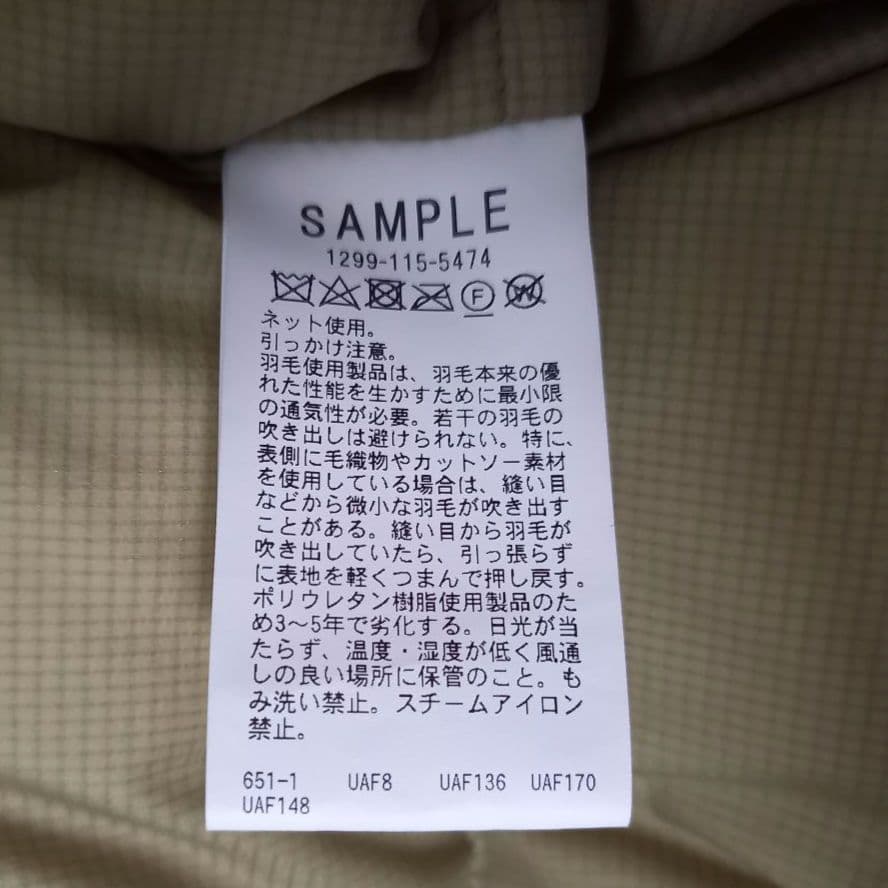 SAMPLE
1299-115-5474
F W
ネット使用。
引っかけ注意。
羽毛使用製品は、羽毛本来の優
れた性能を生かすために最小限
の通気性が必要。若干の羽毛の
吹き出しは避けられない。特に、
表側に毛織物やカットソー素材
を使用している場合は、縫い目
などから微小な羽毛が吹き出す
ことがある。縫い目から羽毛が
吹き出していたら、引っ張らず
に表地を軽くつまんで押し戻す。
ポリウレタン樹脂使用製品のた
め3〜5年で劣化する。日光が当
たらず、温度・湿度が低く風通
しの良い場所に保管のこと。も
み洗い禁止。スチームアイロン
禁止。
651-1 UAF8 UAF136 UAF170
UAF148